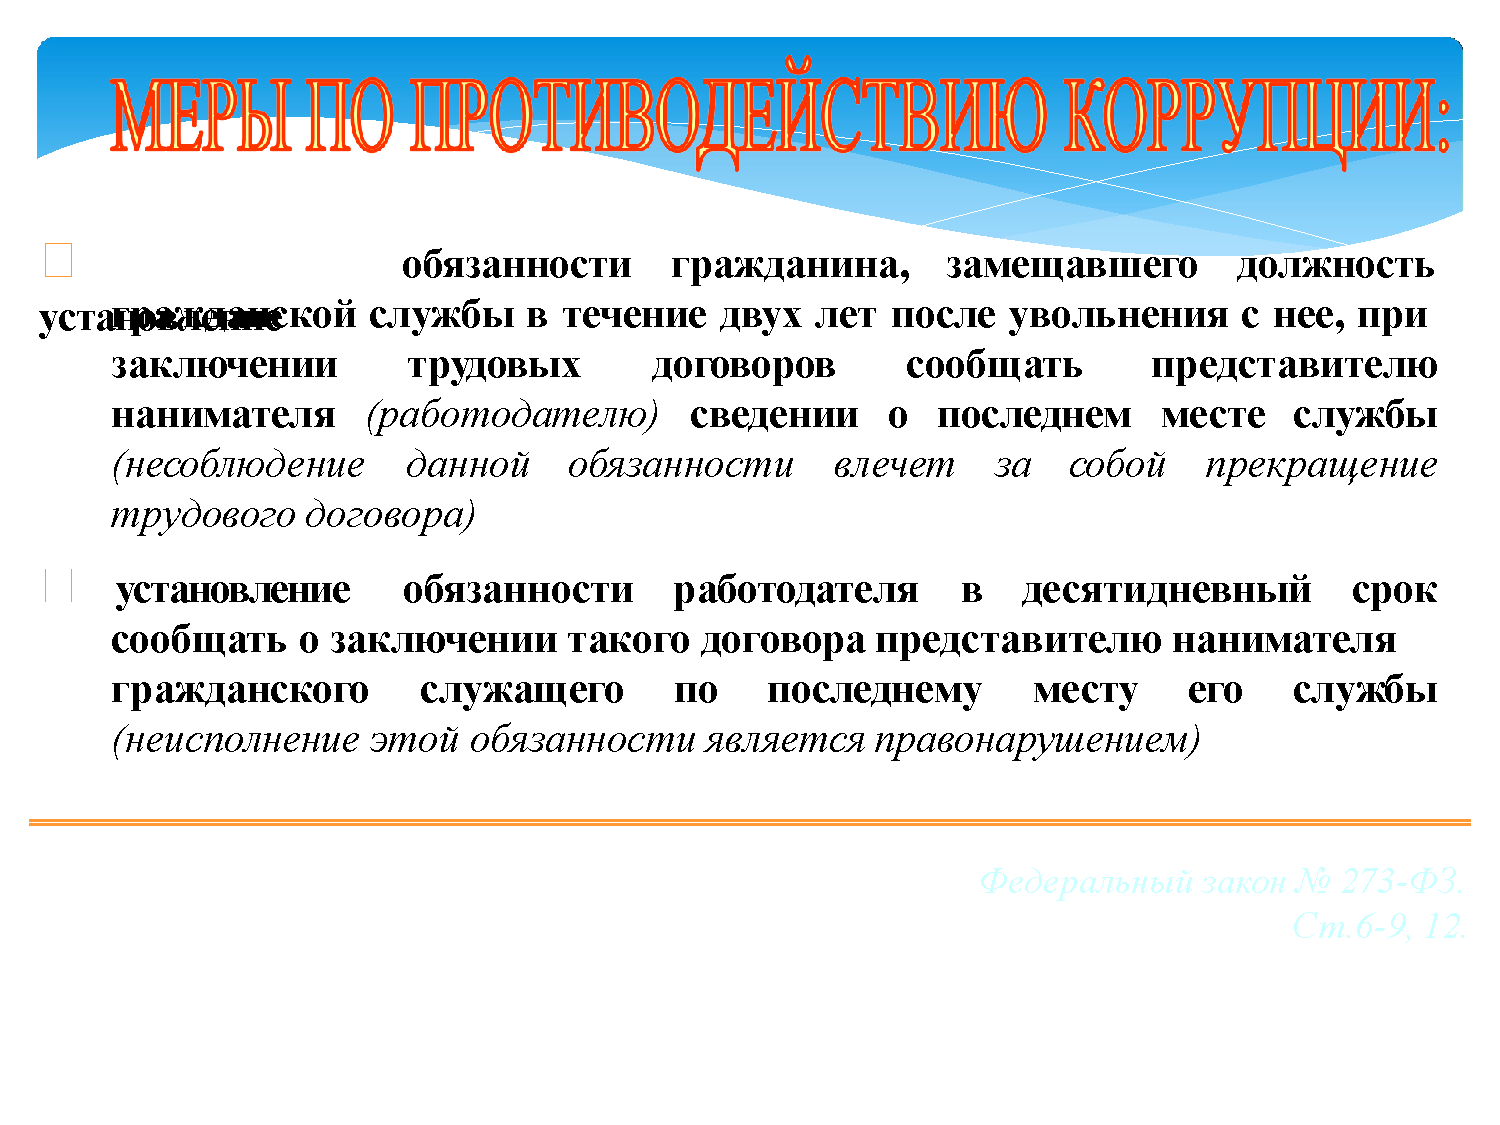 МЕРЫ ПО ПРОТИВОДЕЙСТВИЮ КОРРУПЦИИ:
установление обязанности гражданина, замещавшего должность
гражданской службы в течение двух лет после увольнения с нее, при
заключении трудовых договоров сообщать представителю
нанимателя (работодателю) сведении о последнем месте службы
(несоблюдение данной обязанности влечет за собой прекращение
трудового договора)
установление обязанности работодателя в десятидневный срок
сообщать о заключении такого договора представителю нанимателя
гражданского служащего по последнему месту его службы
(неисполнение этой обязанности является правонарушением)
Федеральный закон № 273-ФЗ.
Ст.6-9, 12.